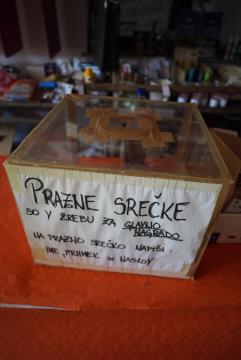 PRAZNE SREČKE
SO V ŽREBU ZA GLAVNO
NAGRADO
NA PRAZNO SREČKO NAPIŠI
IME, PRIIMEK IN NASLOV